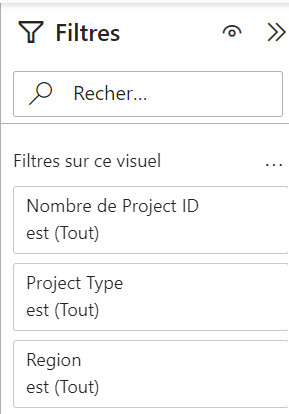 Filtres
Recher...
Filtres sur ce visuel
...
Nombre de Project ID
est (Tout)
Project Type
est (Tout)
Region
est (Tout)